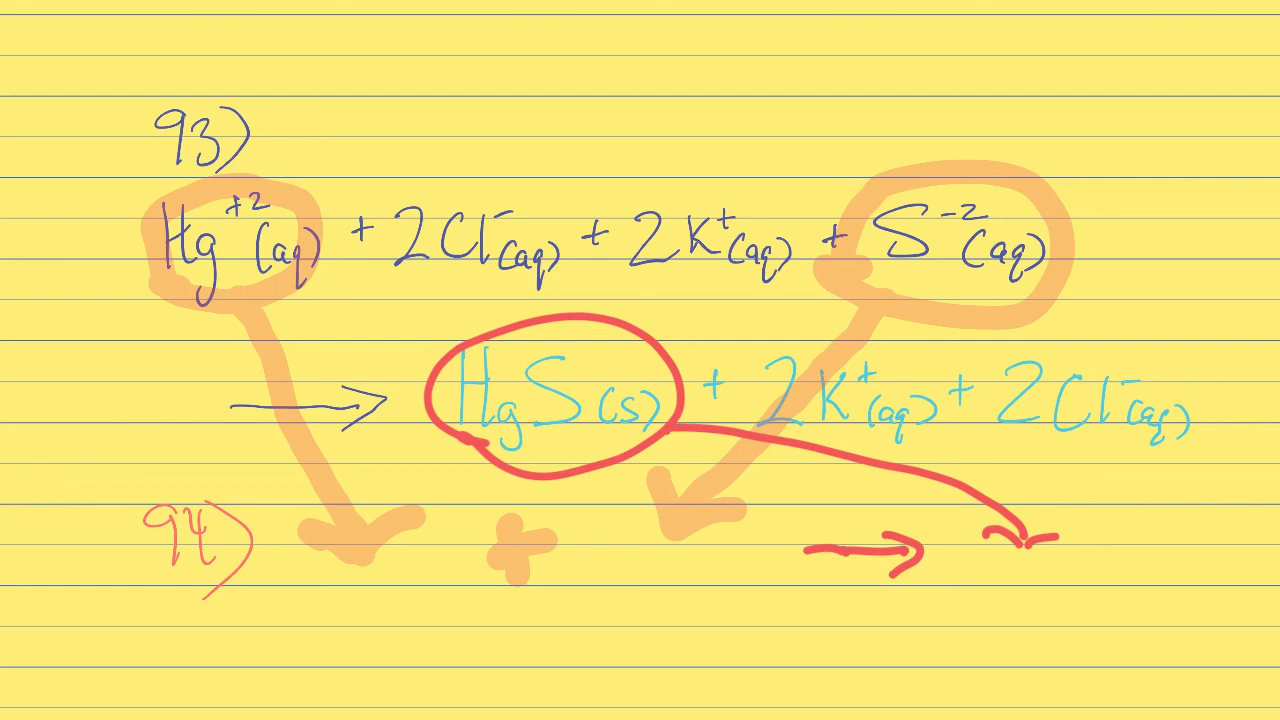 93)
Hg⁺²(aq) + 2Cl⁻(aq) + 2K⁺(aq) + S⁻²(aq)
→ HgS(s) + 2K⁺(aq) + 2Cl⁻(aq)
94) + →